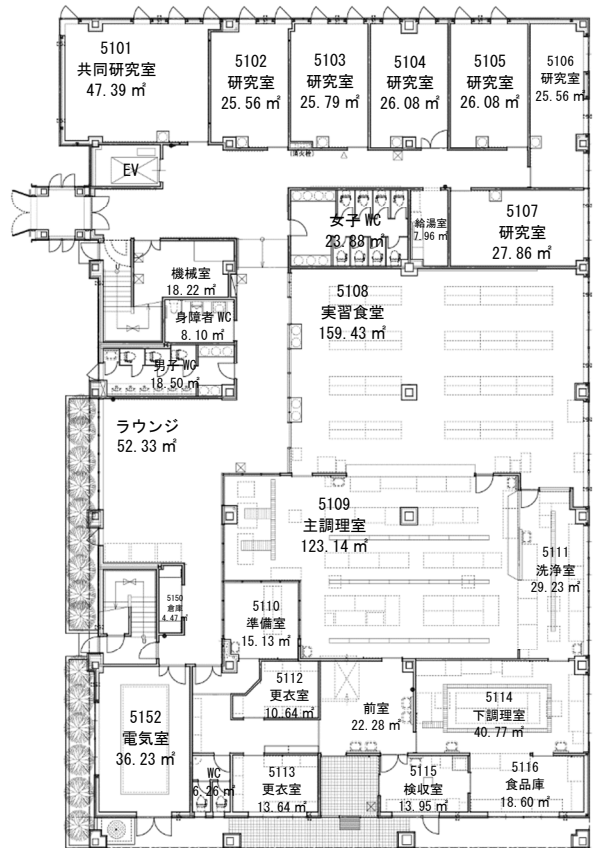 5101
共同研究室
47.39 ㎡
5102
研究室
25.56 ㎡
5103
研究室
25.79 ㎡
5104
研究室
26.08 ㎡
5105
研究室
26.08 ㎡
5106
研究室
25.56 ㎡
EV
女子 WC
23.88 ㎡
給湯室
7.96 ㎡
5107
研究室
27.86 ㎡
機械室
18.22 ㎡
身障者 WC
8.10 ㎡
男子 WC
18.50 ㎡
5108
実習食堂
159.43 ㎡
ラウンジ
52.33 ㎡
5109
主調理室
123.14 ㎡
5111
洗浄室
29.23 ㎡
5150
倉庫
4.47 ㎡
5110
準備室
15.13 ㎡
5112
更衣室
10.64 ㎡
前室
22.28 ㎡
5114
下調理室
40.77 ㎡
5152
電気室
36.23 ㎡
WC
6.26 ㎡
5113
更衣室
13.64 ㎡
5115
検収室
13.95 ㎡
5116
食品庫
18.60 ㎡